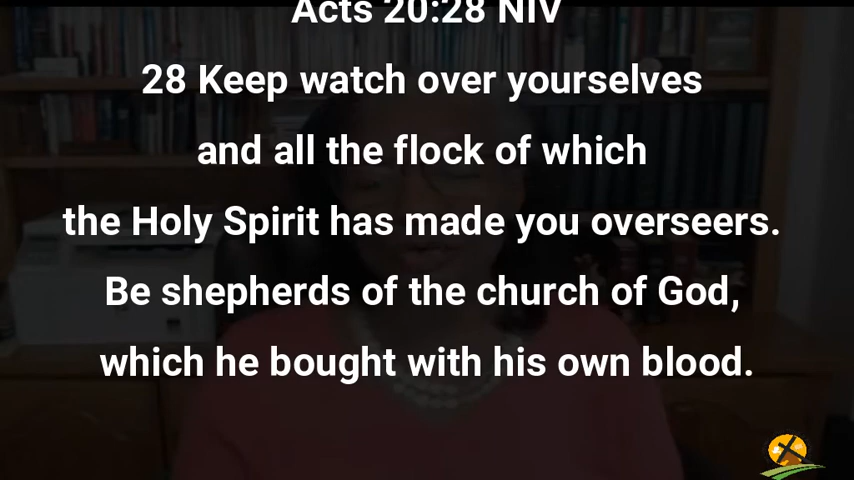 Acts 20:28 NIV
28 Keep watch over yourselves
and all the flock of which
the Holy Spirit has made you overseers.
Be shepherds of the church of God,
which he bought with his own blood.